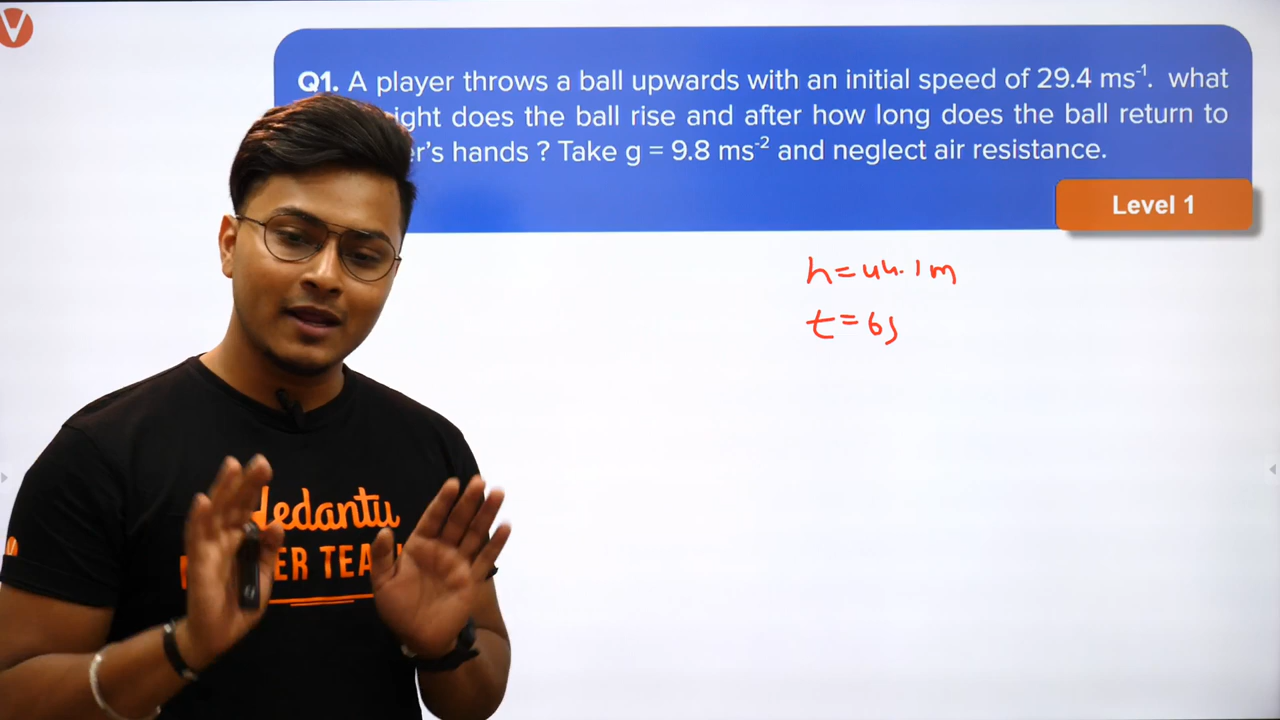 Q1. A player throws a ball upwards with an initial speed of 29.4 ms⁻¹. what
ight does the ball rise and after how long does the ball return to
er's hands ? Take g = 9.8 ms⁻² and neglect air resistance.
Level 1
h=44.1m
t=6s
Vedantu
ER TEA